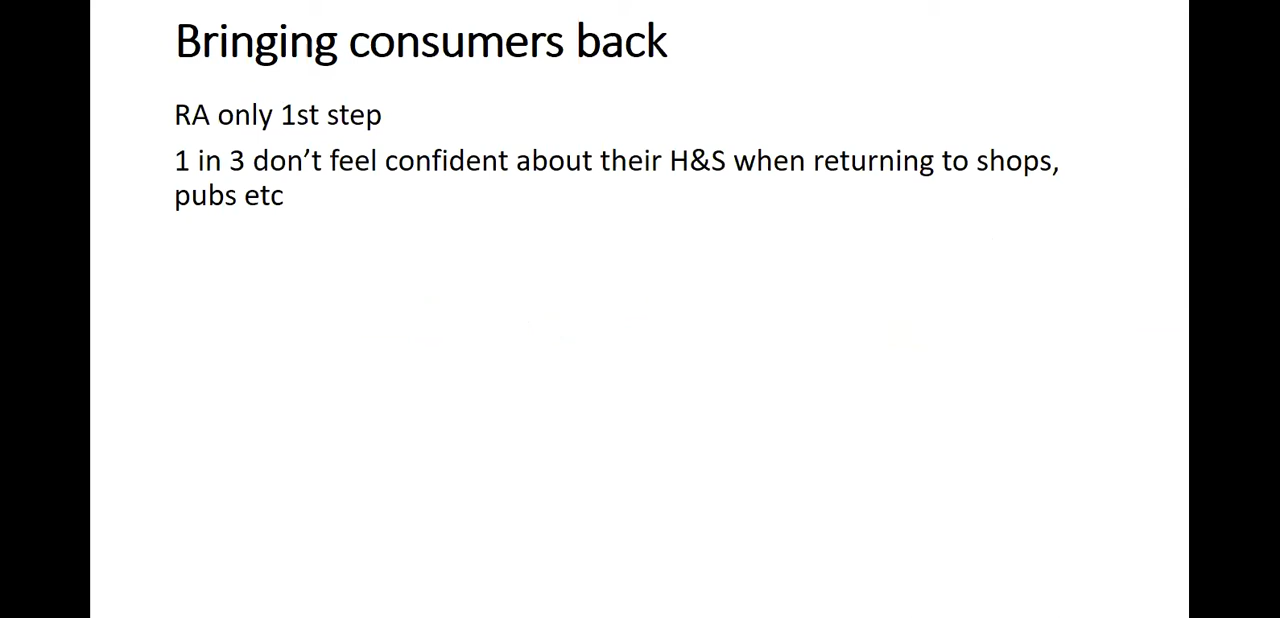 Bringing consumers back
RA only 1st step
1 in 3 don’t feel confident about their H&S when returning to shops,
pubs etc